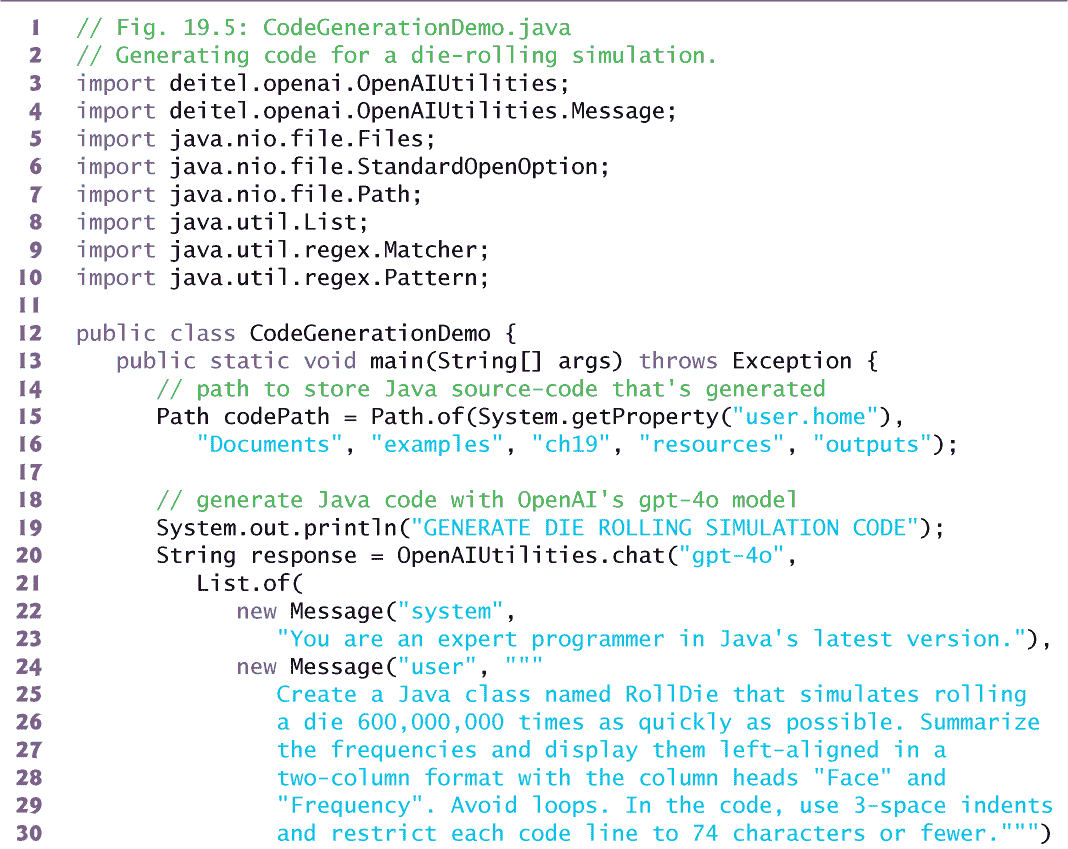 1 // Fig. 19.5: CodeGenerationDemo.java
2 // Generating code for a die-rolling simulation.
3 import deitel.openai.OpenAIUtilities;
4 import deitel.openai.OpenAIUtilities.Message;
5 import java.nio.file.Files;
6 import java.nio.file.StandardOpenOption;
7 import java.nio.file.Path;
8 import java.util.List;
9 import java.util.regex.Matcher;
10 import java.util.regex.Pattern;
11
12 public class CodeGenerationDemo {
13    public static void main(String[] args) throws Exception {
14       // path to store Java source-code that's generated
15       Path codePath = Path.of(System.getProperty("user.home"),
16          "Documents", "examples", "ch19", "resources", "outputs");
17
18       // generate Java code with OpenAI's gpt-4o model
19       System.out.println("GENERATE DIE ROLLING SIMULATION CODE");
20       String response = OpenAIUtilities.chat("gpt-4o",
21          List.of(
22             new Message("system",
23                "You are an expert programmer in Java's latest version."),
24             new Message("user", """
25                Create a Java class named RollDie that simulates rolling
26                a die 600,000,000 times as quickly as possible. Summarize
27                the frequencies and display them left-aligned in a
28                two-column format with the column heads "Face" and
29                "Frequency". Avoid loops. In the code, use 3-space indents
30                and restrict each code line to 74 characters or fewer.""")